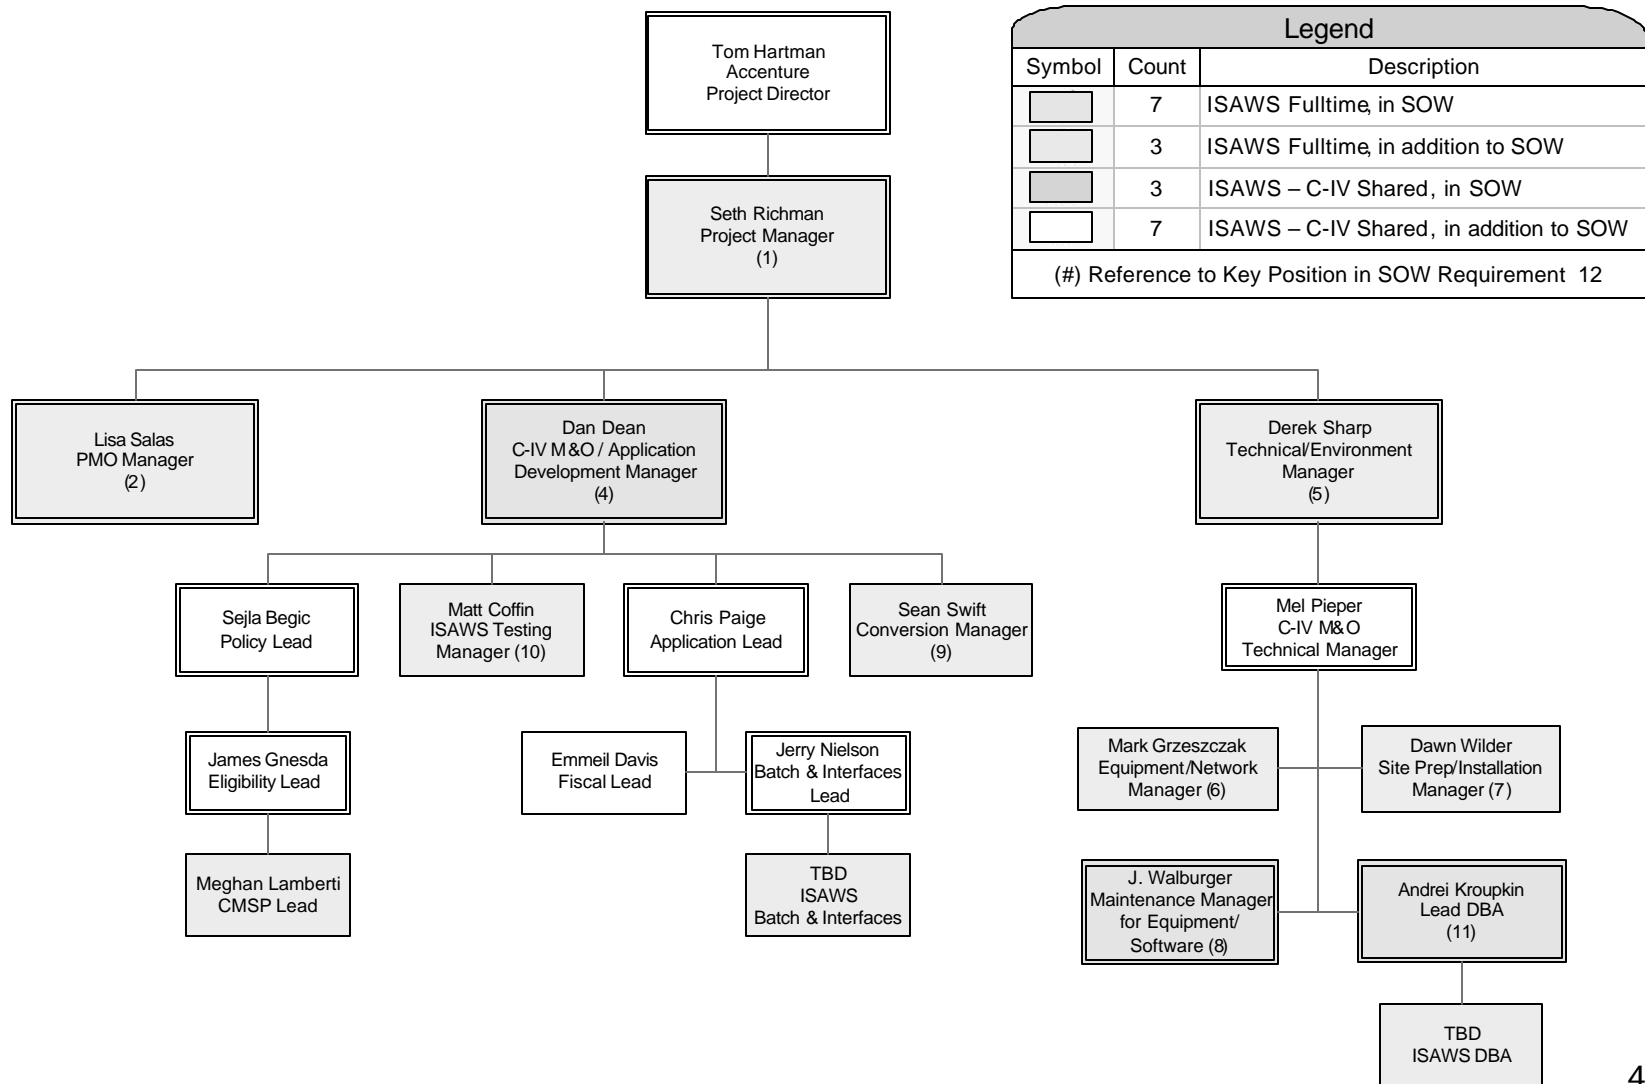 Tom Hartman
Accenture
Project Director
Legend
Symbol Count Description
7 ISAWS Fulltime, in SOW
3 ISAWS Fulltime, in addition to SOW
3 ISAWS – C-IV Shared, in SOW
7 ISAWS – C-IV Shared, in addition to SOW
(#) Reference to Key Position in SOW Requirement 12
Seth Richman
Project Manager
(1)
Lisa Salas
PMO Manager
(2)
Dan Dean
C-IV M&O / Application
Development Manager
(4)
Derek Sharp
Technical/Environment
Manager
(5)
Sejla Begic
Policy Lead
Matt Coffin
ISAWS Testing
Manager (10)
Chris Paige
Application Lead
Sean Swift
Conversion Manager
(9)
Mel Pieper
C-IV M&O
Technical Manager
James Gnesda
Eligibility Lead
Emmeil Davis
Fiscal Lead
Jerry Nielson
Batch & Interfaces
Lead
Mark Grzeszczak
Equipment/Network
Manager (6)
Dawn Wilder
Site Prep/Installation
Manager (7)
Meghan Lamberti
CMSP Lead
TBD
ISAWS
Batch & Interfaces
J. Walburger
Maintenance Manager
for Equipment/
Software (8)
Andrei Kroupkin
Lead DBA
(11)
TBD
ISAWS DBA
4